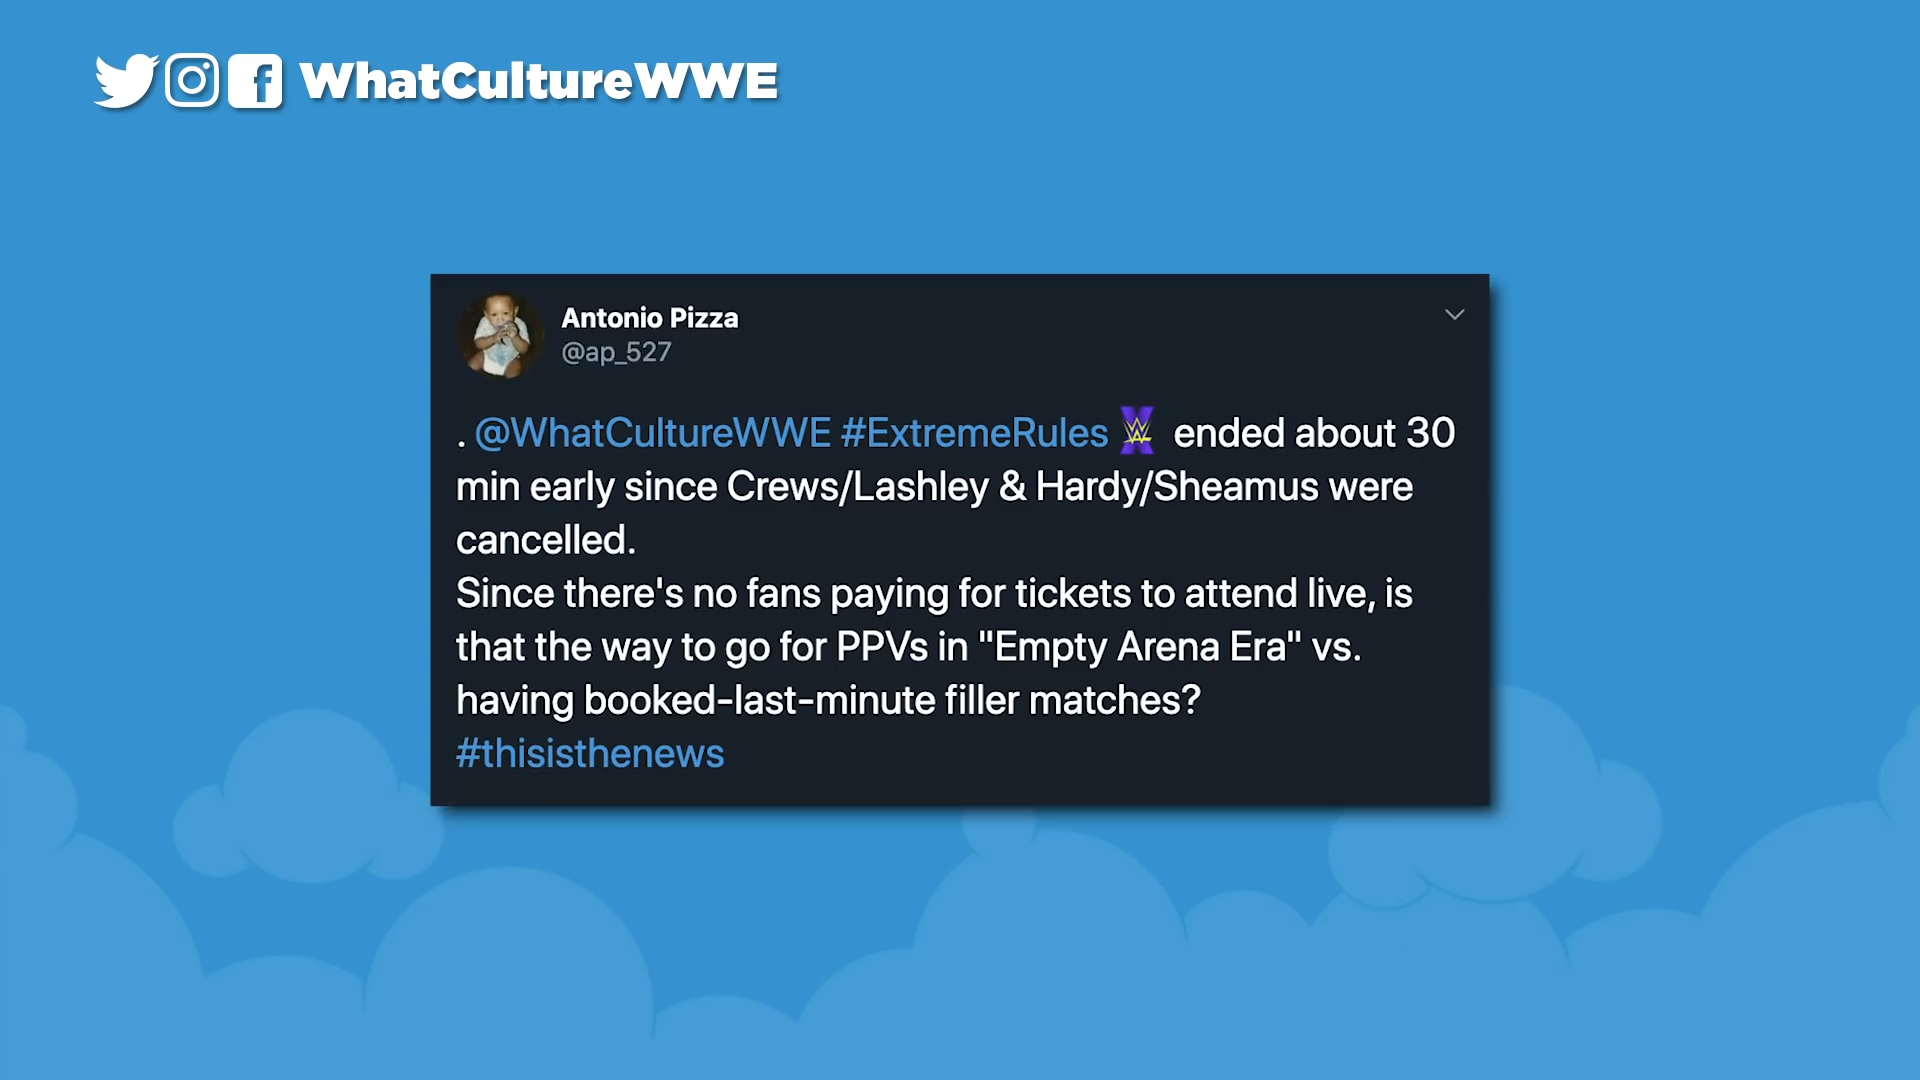 WhatCultureWWE
Antonio Pizza
@ap_527
. @WhatCultureWWE #ExtremeRules ended about 30
min early since Crews/Lashley & Hardy/Sheamus were
cancelled.
Since there's no fans paying for tickets to attend live, is
that the way to go for PPVs in "Empty Arena Era" vs.
having booked-last-minute filler matches?
#thisisthenews